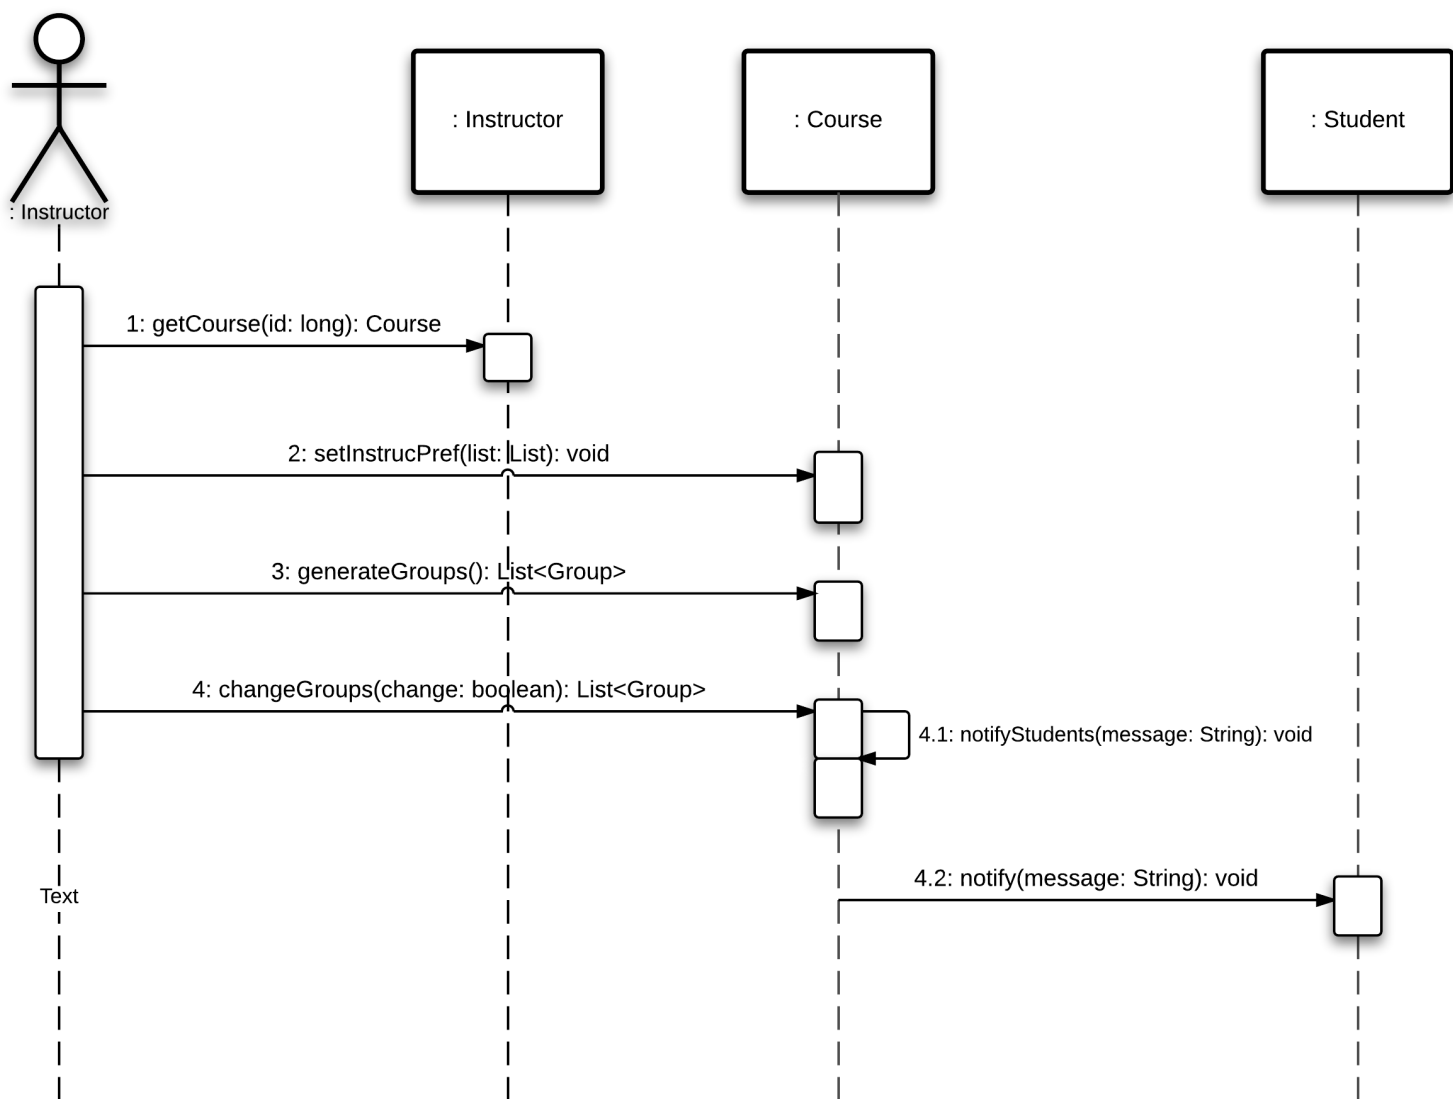 : Instructor
: Course
: Student
: Instructor
1: getCourse(id: long): Course
2: setInstrucPref(list: List): void
3: generateGroups(): List<Group>
4: changeGroups(change: boolean): List<Group>
4.1: notifyStudents(message: String): void
4.2: notify(message: String): void
Text